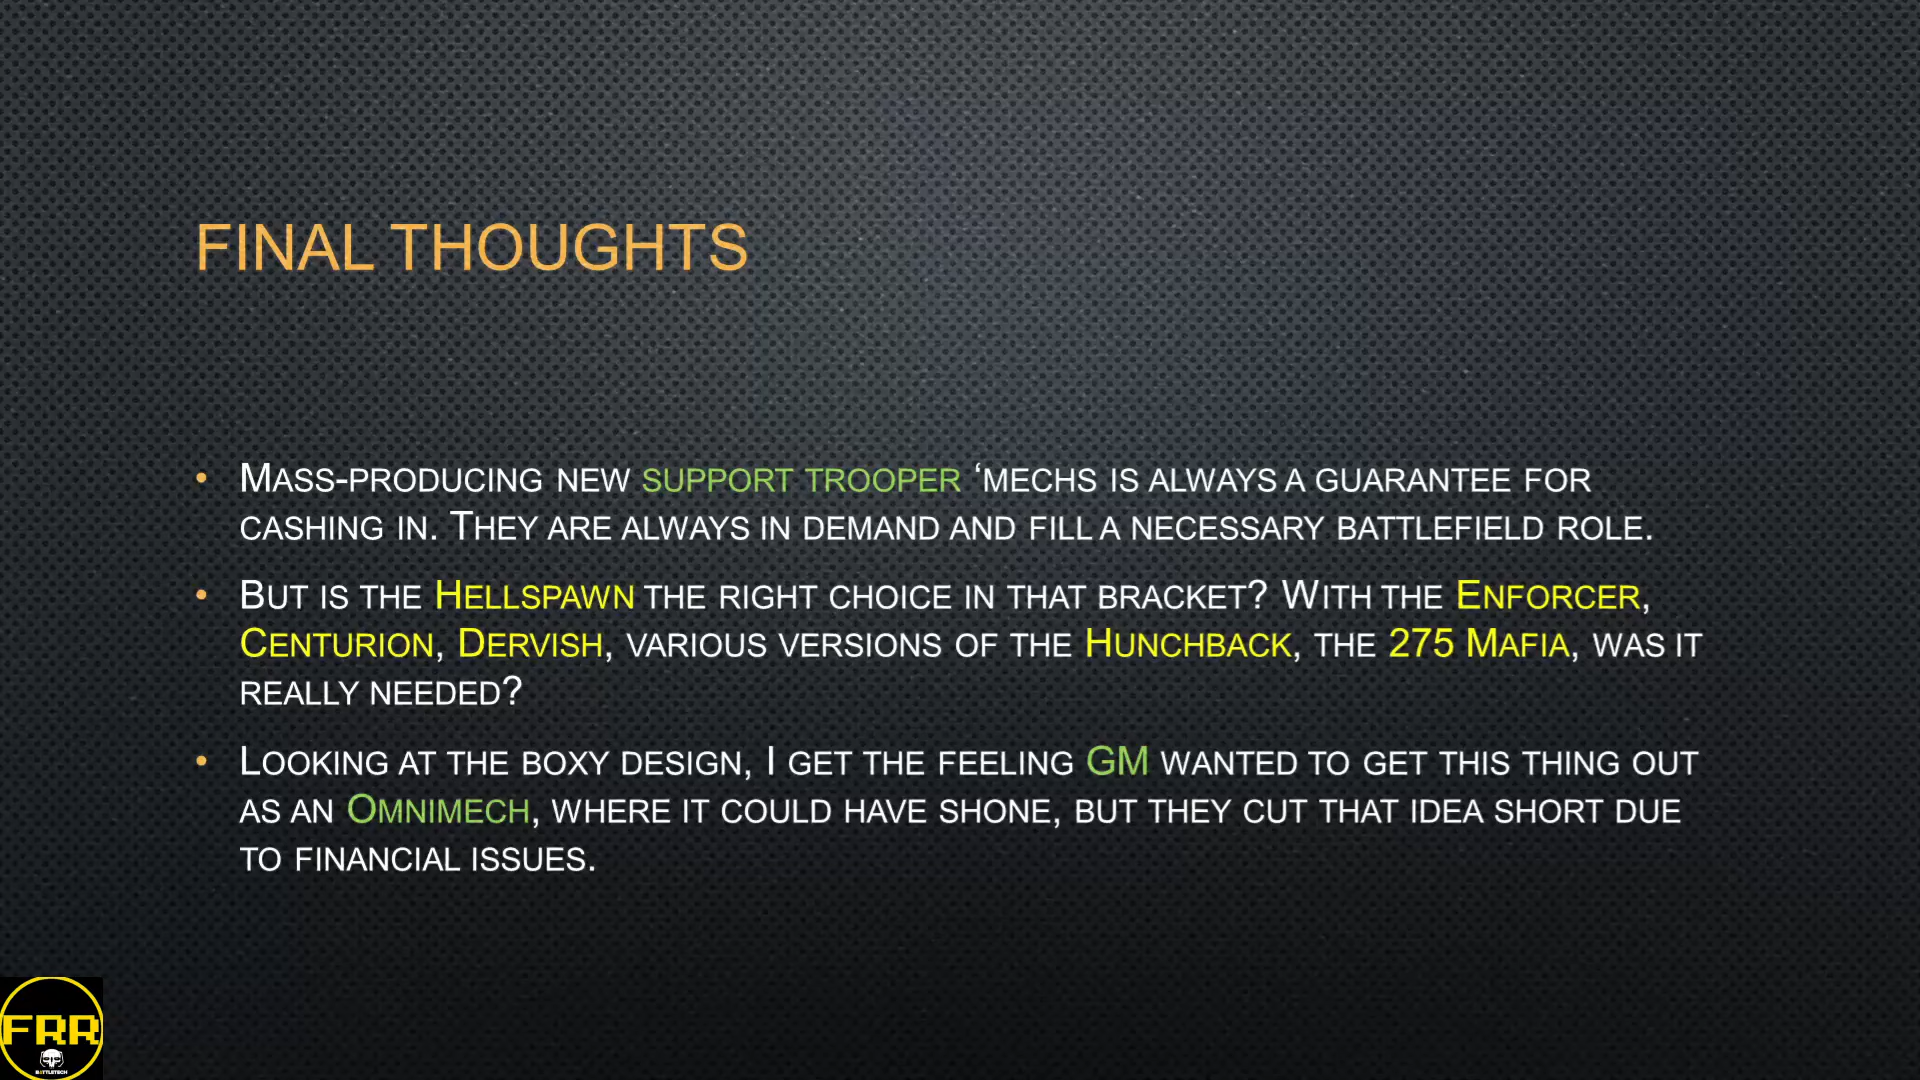 FINAL THOUGHTS
• MASS-PRODUCING NEW SUPPORT TROOPER ‘MECHS IS ALWAYS A GUARANTEE FOR
CASHING IN. THEY ARE ALWAYS IN DEMAND AND FILL A NECESSARY BATTLEFIELD ROLE.
• BUT IS THE HELLSPAWN THE RIGHT CHOICE IN THAT BRACKET? WITH THE ENFORCER,
CENTURION, DERVISH, VARIOUS VERSIONS OF THE HUNCHBACK, THE 275 MAFIA, WAS IT
REALLY NEEDED?
• LOOKING AT THE BOXY DESIGN, I GET THE FEELING GM WANTED TO GET THIS THING OUT
AS AN OMNIMECH, WHERE IT COULD HAVE SHONE, BUT THEY CUT THAT IDEA SHORT DUE
TO FINANCIAL ISSUES.
FRR
BATTLETECH